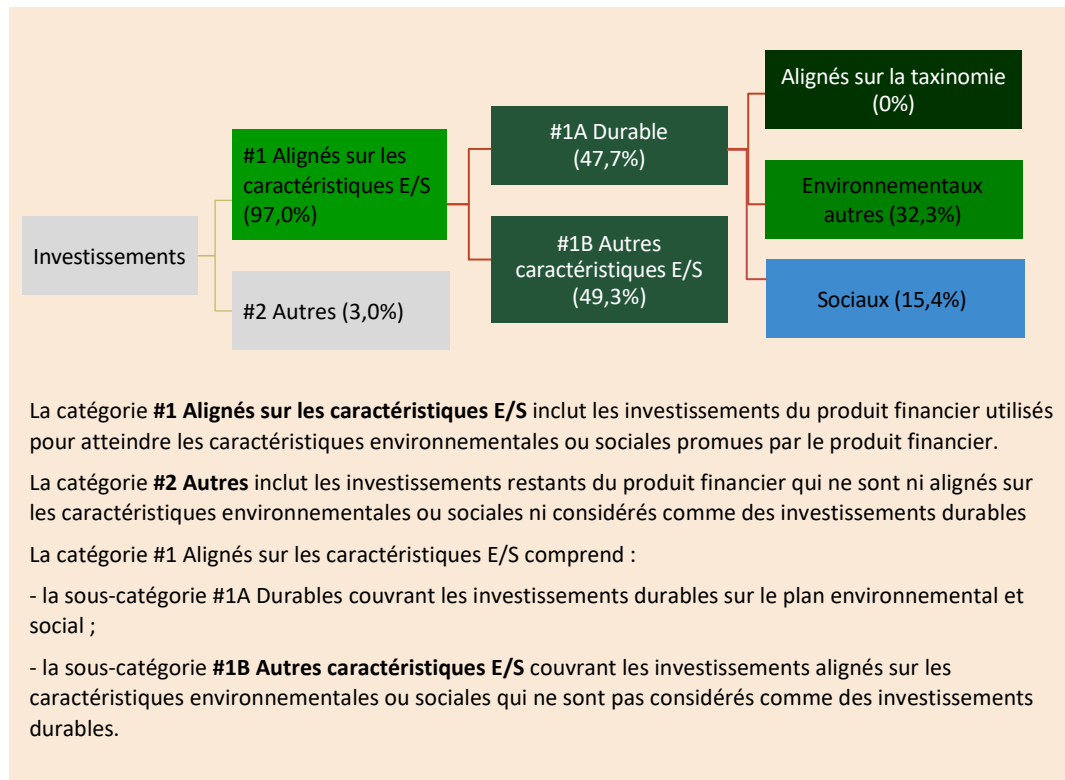 Investissements
#1 Alignés sur les
caractéristiques E/S
(97,0%)
#2 Autres (3,0%)
#1A Durable
(47,7%)
#1B Autres
caractéristiques E/S
(49,3%)
Alignés sur la taxinomie
(0%)
Environnementaux
autres (32,3%)
Sociaux (15,4%)
La catégorie #1 Alignés sur les caractéristiques E/S inclut les investissements du produit financier utilisés
pour atteindre les caractéristiques environnementales ou sociales promues par le produit financier.
La catégorie #2 Autres inclut les investissements restants du produit financier qui ne sont ni alignés sur
les caractéristiques environnementales ou sociales ni considérés comme des investissements durables
La catégorie #1 Alignés sur les caractéristiques E/S comprend :
- la sous-catégorie #1A Durables couvrant les investissements durables sur le plan environnemental et
social ;
- la sous-catégorie #1B Autres caractéristiques E/S couvrant les investissements alignés sur les
caractéristiques environnementales ou sociales qui ne sont pas considérés comme des investissements
durables.